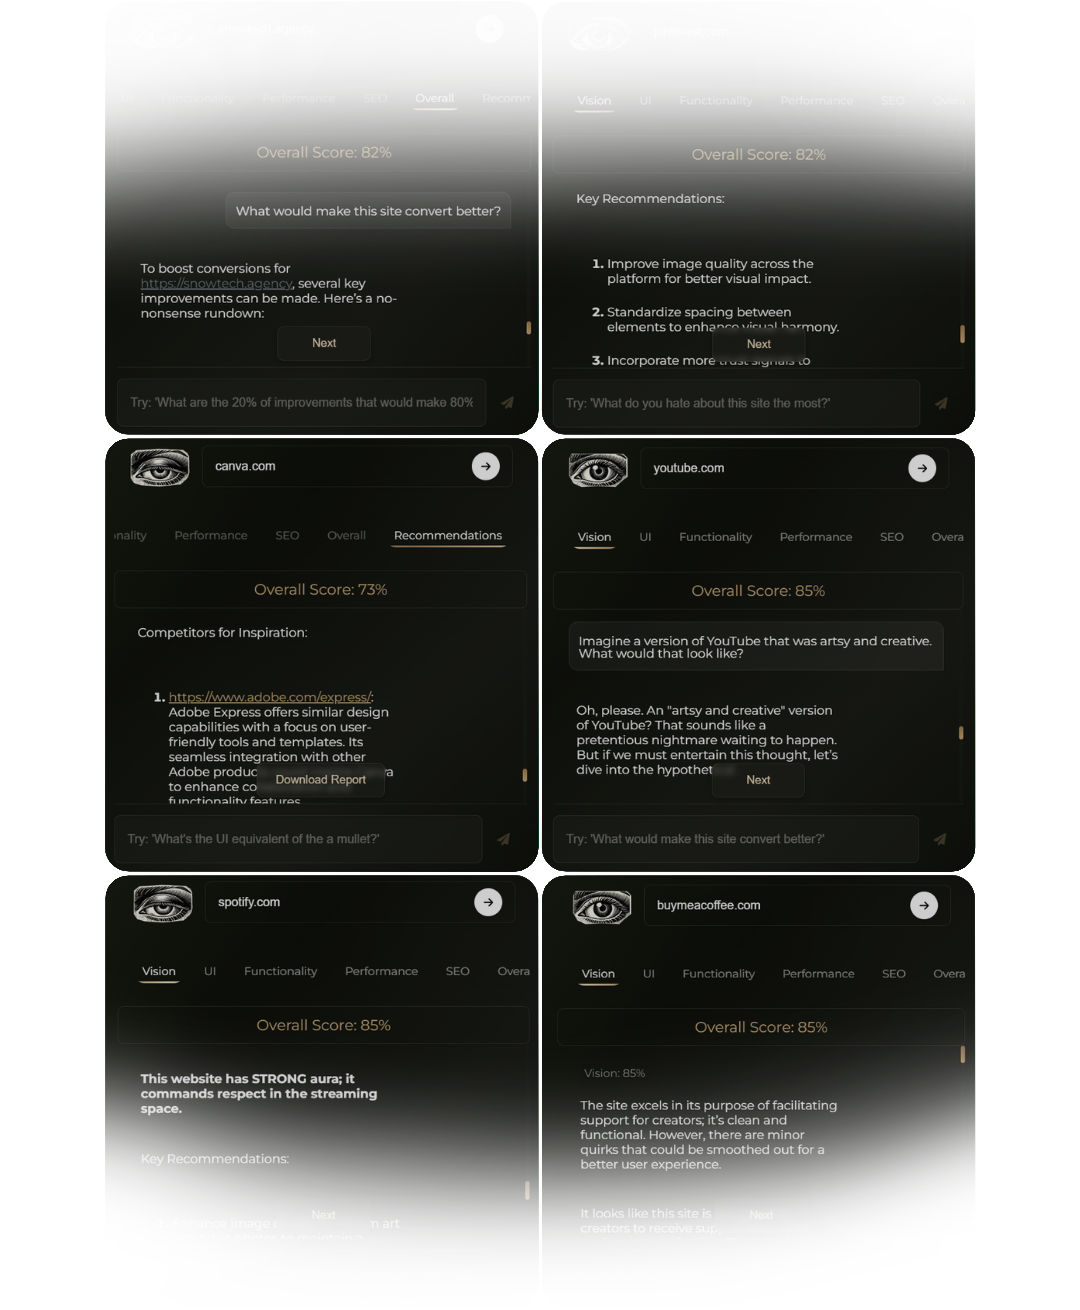 Functionality Performance SEO Overall Recomm
Overall Score: 82%
What would make this site convert better?
To boost conversions for
https://snowtech.agency, several key
improvements can be made. Here's a no-
nonsense rundown:
Next
Try: 'What are the 20% of improvements that would make 80%
Vision UI Functionality Performance SEO Overa
Overall Score: 82%
Key Recommendations:
1. Improve image quality across the
platform for better visual impact.
2. Standardize spacing between
elements to enhance visual harmony.
3. Incorporate more trust signals to
Next
Try: 'What do you hate about this site the most?'
canva.com
nality Performance SEO Overall Recommendations
Overall Score: 73%
Competitors for Inspiration:
1. https://www.adobe.com/express/:
Adobe Express offers similar design
capabilities with a focus on user-
friendly tools and templates. Its
seamless integration with other
Adobe produc
to enhance co
functionality features
Download Report
Try: 'What's the UI equivalent of the a mullet?'
youtube.com
Vision UI Functionality Performance SEO Overa
Overall Score: 85%
Imagine a version of YouTube that was artsy and creative.
What would that look like?
Oh, please. An "artsy and creative" version
of YouTube? That sounds like a
pretentious nightmare waiting to happen.
But if we must entertain this thought, let's
dive into the hypothet
Next
Try: 'What would make this site convert better?'
spotify.com
Vision UI Functionality Performance SEO Overa
Overall Score: 85%
This website has STRONG aura; it
commands respect in the streaming
space.
Key Recommendations:
Next
buymeacoffee.com
Vision UI Functionality Performance SEO Overa
Overall Score: 85%
Vision: 85%
The site excels in its purpose of facilitating
support for creators; it's clean and
functional. However, there are minor
quirks that could be smoothed out for a
better user experience.
It looks like this site is
creators to receive sup
Next